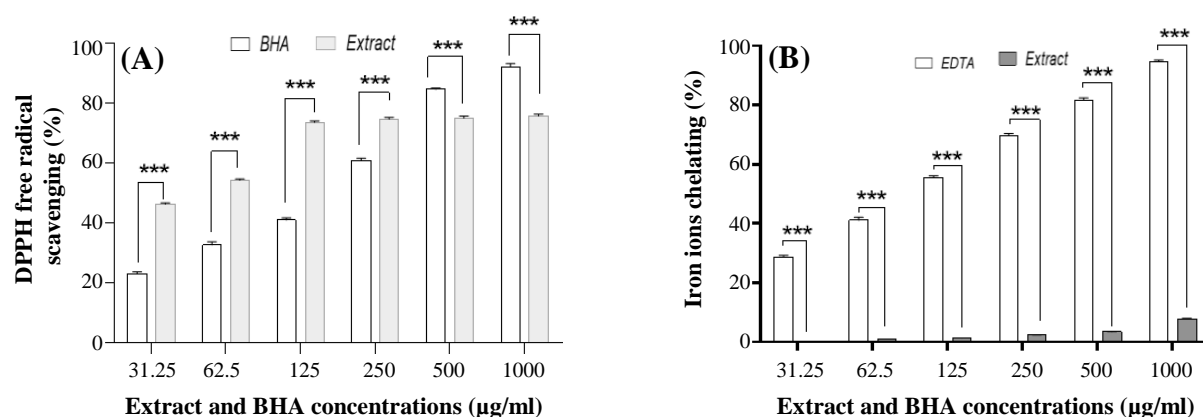 (A)
BHA Extract
DPPH free radical
scavenging (%)
100
80
60
40
20
0
***
***
***
***
***
***
31.25 62.5 125 250 500 1000
Extract and BHA concentrations (µg/ml)
(B)
EDTA Extract
Iron ions chelating (%)
100
80
60
40
20
0
***
***
***
***
***
***
31.25 62.5 125 250 500 1000
Extract and BHA concentrations (µg/ml)